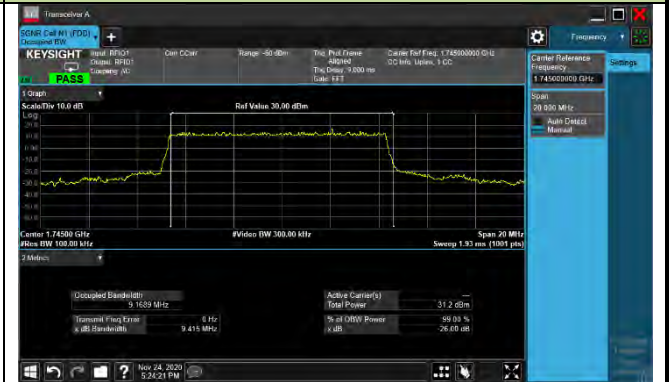 Transceiver A
5GNR Cell N1 (FDD)
Occupied BW
Frequency
KEYSIGHT
Input: RFIO1
Output: RFIO1
Coupling: AC
PASS
Corr CCorr
Range: -50 dBm
Trig: Prd Frame
Aligned
Trig Delay: 9.000 ms
Gate: FFT
Carrier Ref Freq: 1.745000000 GHz
CC Info: Uplink, 1 CC
Carrier Reference
Frequency
1.745000000 GHz
Span
20.000 MHz
Auto Detect
Manual
Settings
1 Graph
Scale/Div 10.0 dB
Ref Value 30.00 dBm
Log
Center 1.74500 GHz
#Video BW 300.00 kHz
Span 20 MHz
#Res BW 100.00 kHz
Sweep 1.93 ms (1001 pts)
2 Metrics
Occupied Bandwidth
9.1689 MHz
Active Carrier(s)
---
Total Power
31.2 dBm
Transmit Freq Error
0 Hz
% of OBW Power
99.00 %
x dB Bandwidth
9.415 MHz
x dB
-26.00 dB
Nov 24, 2020
5:24:21 PM